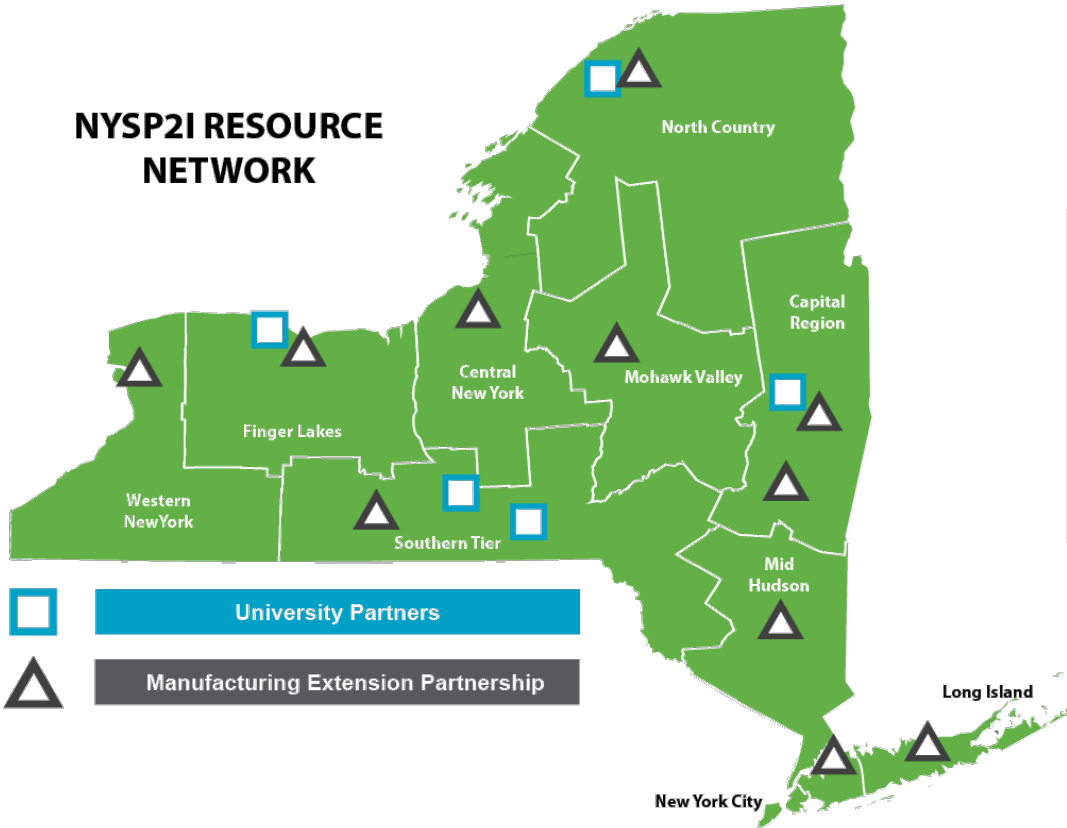 NYSP2I RESOURCE
NETWORK
North Country
Capital
Region
Central
New York
Mohawk Valley
Finger Lakes
Western
NewYork
Southern Tier
Mid
Hudson
University Partners
Manufacturing Extension Partnership
Long Island
New York City